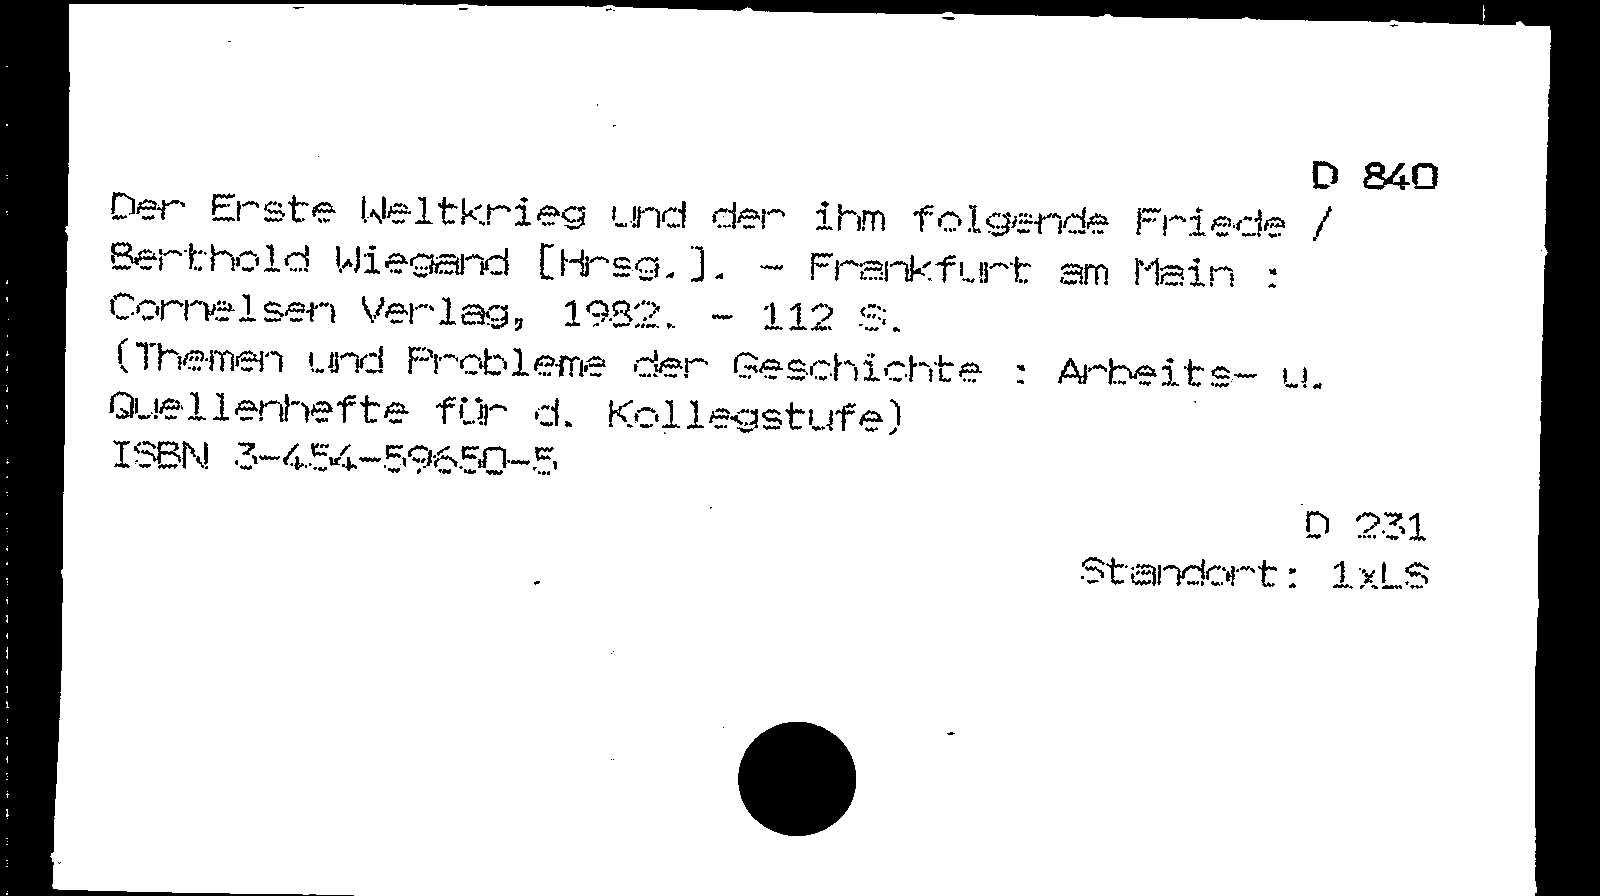 D 840
Der Erste Weltkrieg und der ihm folgende Friede /
Berthold Wiegand [Hrsg.]. - Frankfurt am Main :
Cornelsen Verlag, 1982. - 112 S.
(Themen und Probleme der Geschichte : Arbeits- u.
Quellenhefte für d. Kollegstufe)
ISBN 3-454-59650-5
D 231
Standort: 1xLS